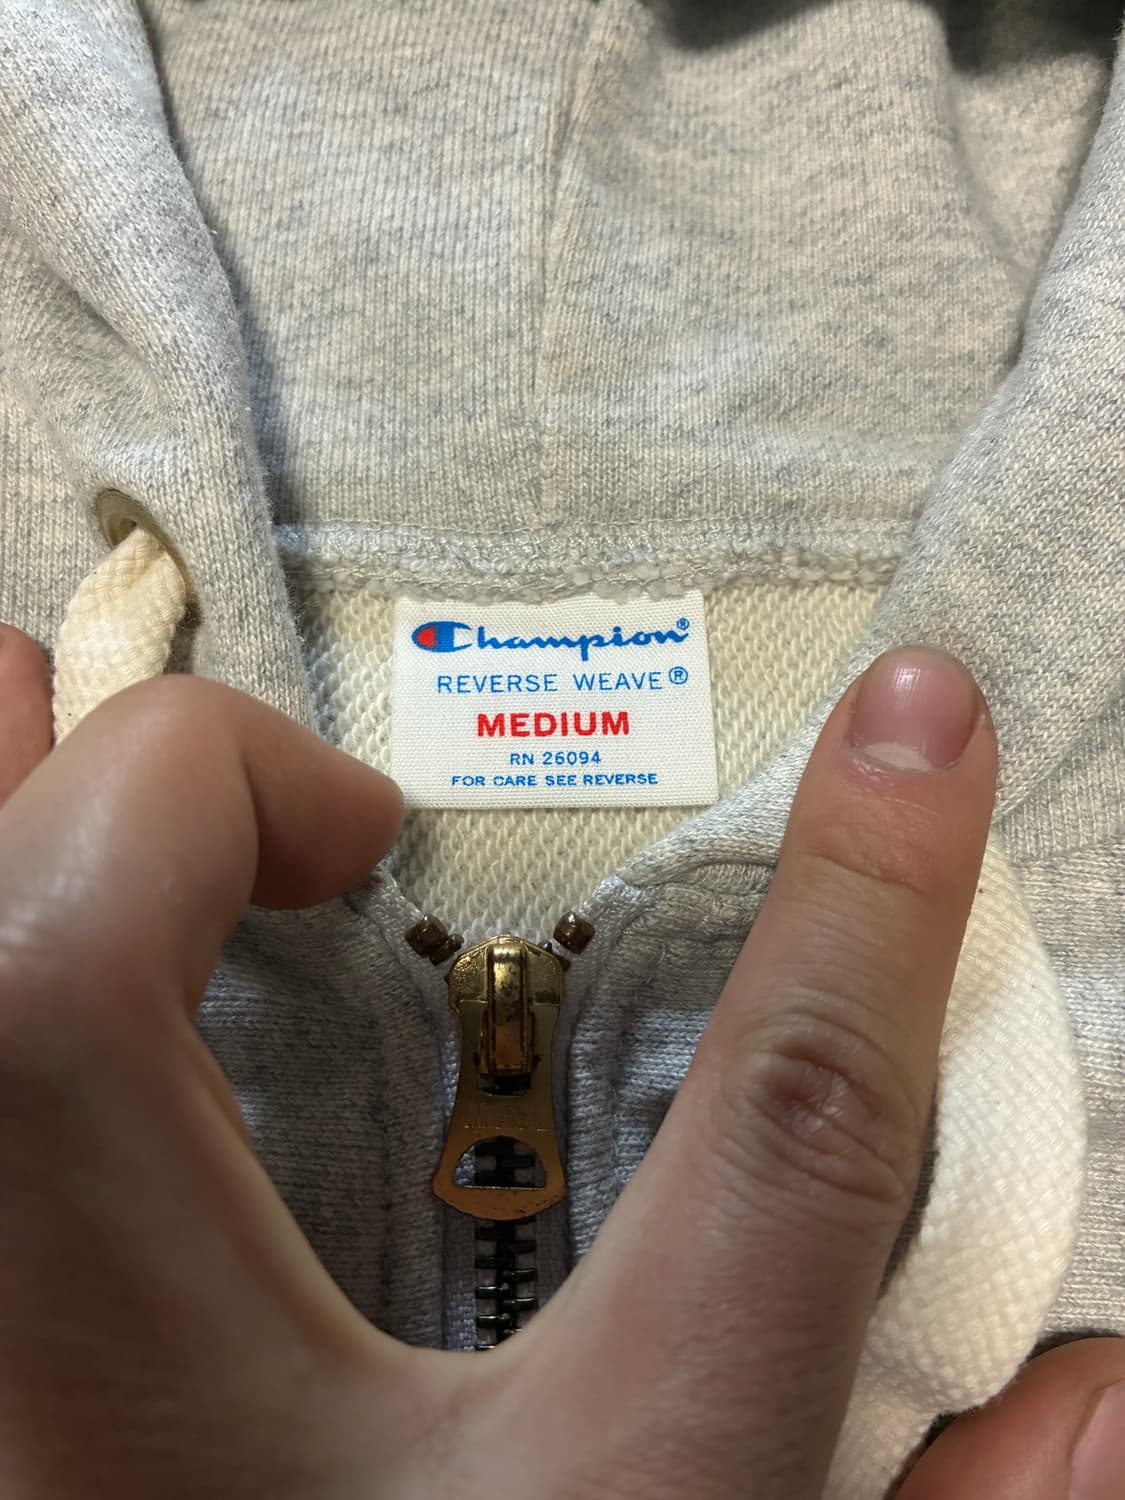 Champion®
REVERSE WEAVE®
MEDIUM
RN 26094
FOR CARE SEE REVERSE